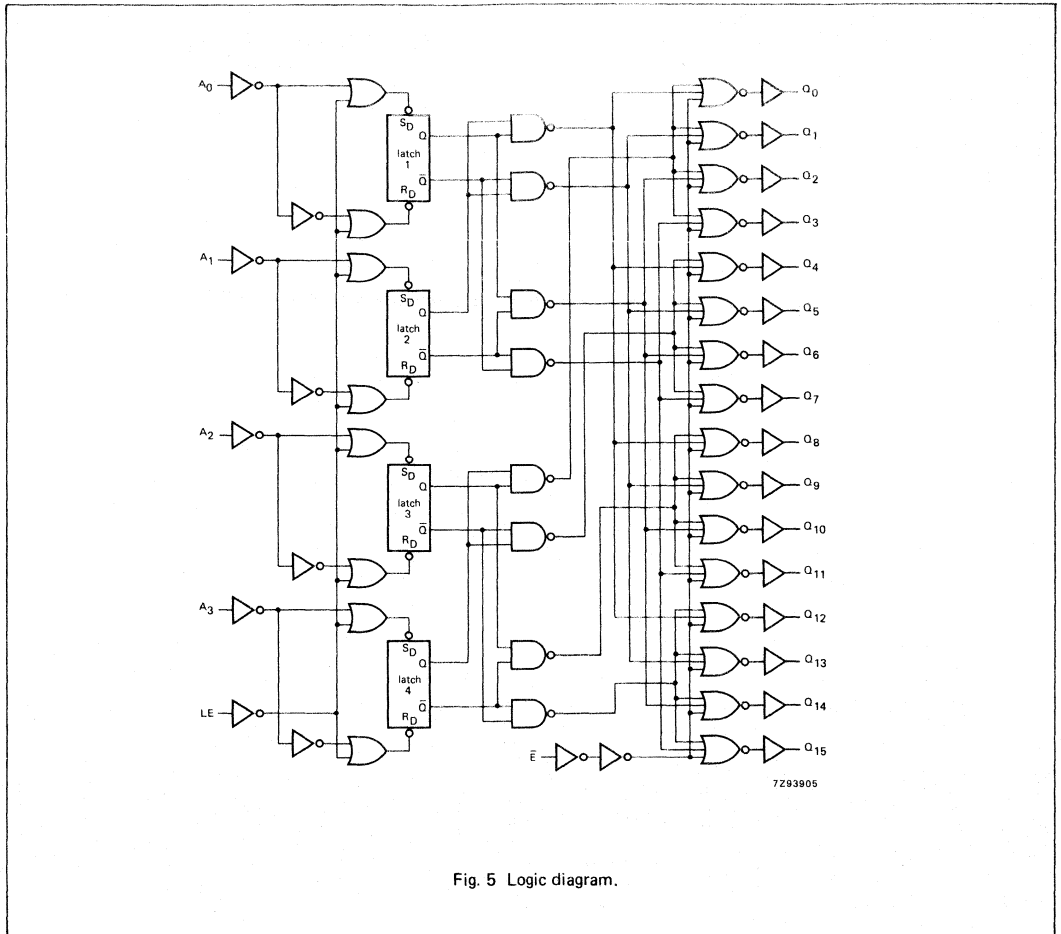 A0
Q0
SD
Q
latch
1
Q̅
RD
Q1
Q2
Q3
A1
Q4
SD
Q
latch
2
Q̅
RD
Q5
Q6
Q7
A2
Q8
SD
Q
latch
3
Q̅
RD
Q9
Q10
Q11
A3
Q12
SD
Q
latch
4
Q̅
RD
Q13
Q14
LE
Q15
E̅
7Z93905
Fig. 5 Logic diagram.